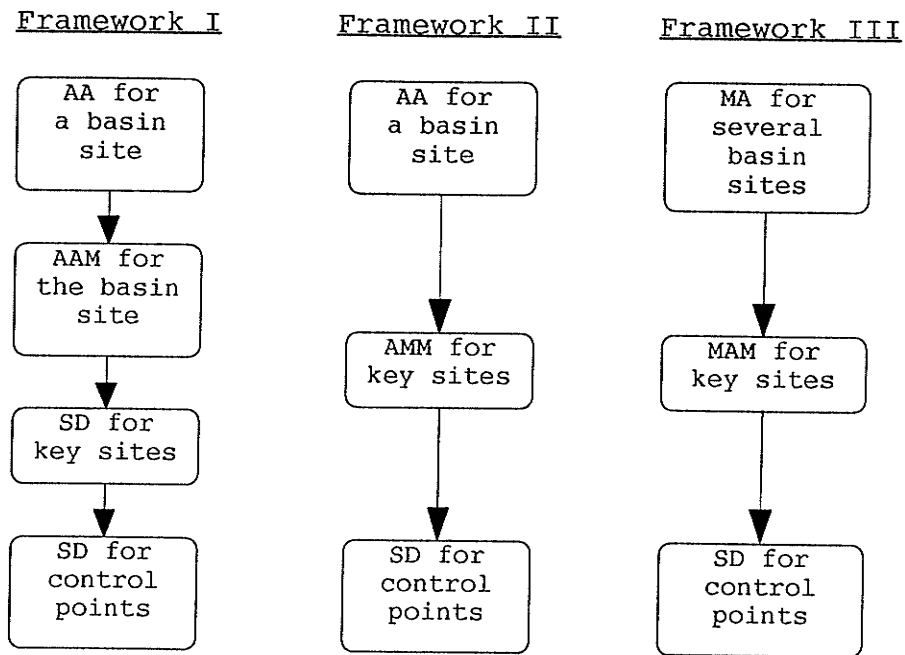 Framework I
AA for
a basin
site
AAM for
the basin
site
SD for
key sites
SD for
control
points
Framework II
AA for
a basin
site
AMM for
key sites
SD for
control
points
Framework III
MA for
several
basin
sites
MAM for
key sites
SD for
control
points